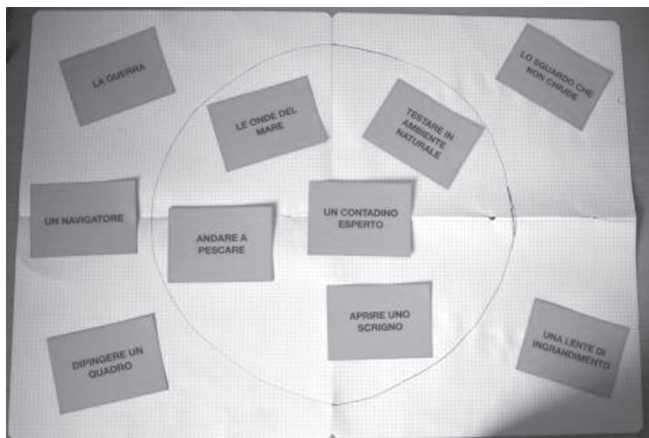 LA GUERRA
LO SGUARDO CHE
NON CHIUDE
LE ONDE DEL
MARE
TESTARE IN
AMBIENTE
NATURALE
UN NAVIGATORE
ANDARE A
PESCARE
UN CONTADINO
ESPERTO
APRIRE UNO
SCRIGNO
DIPINGERE UN
QUADRO
UNA LENTE DI
INGRANDIMENTO